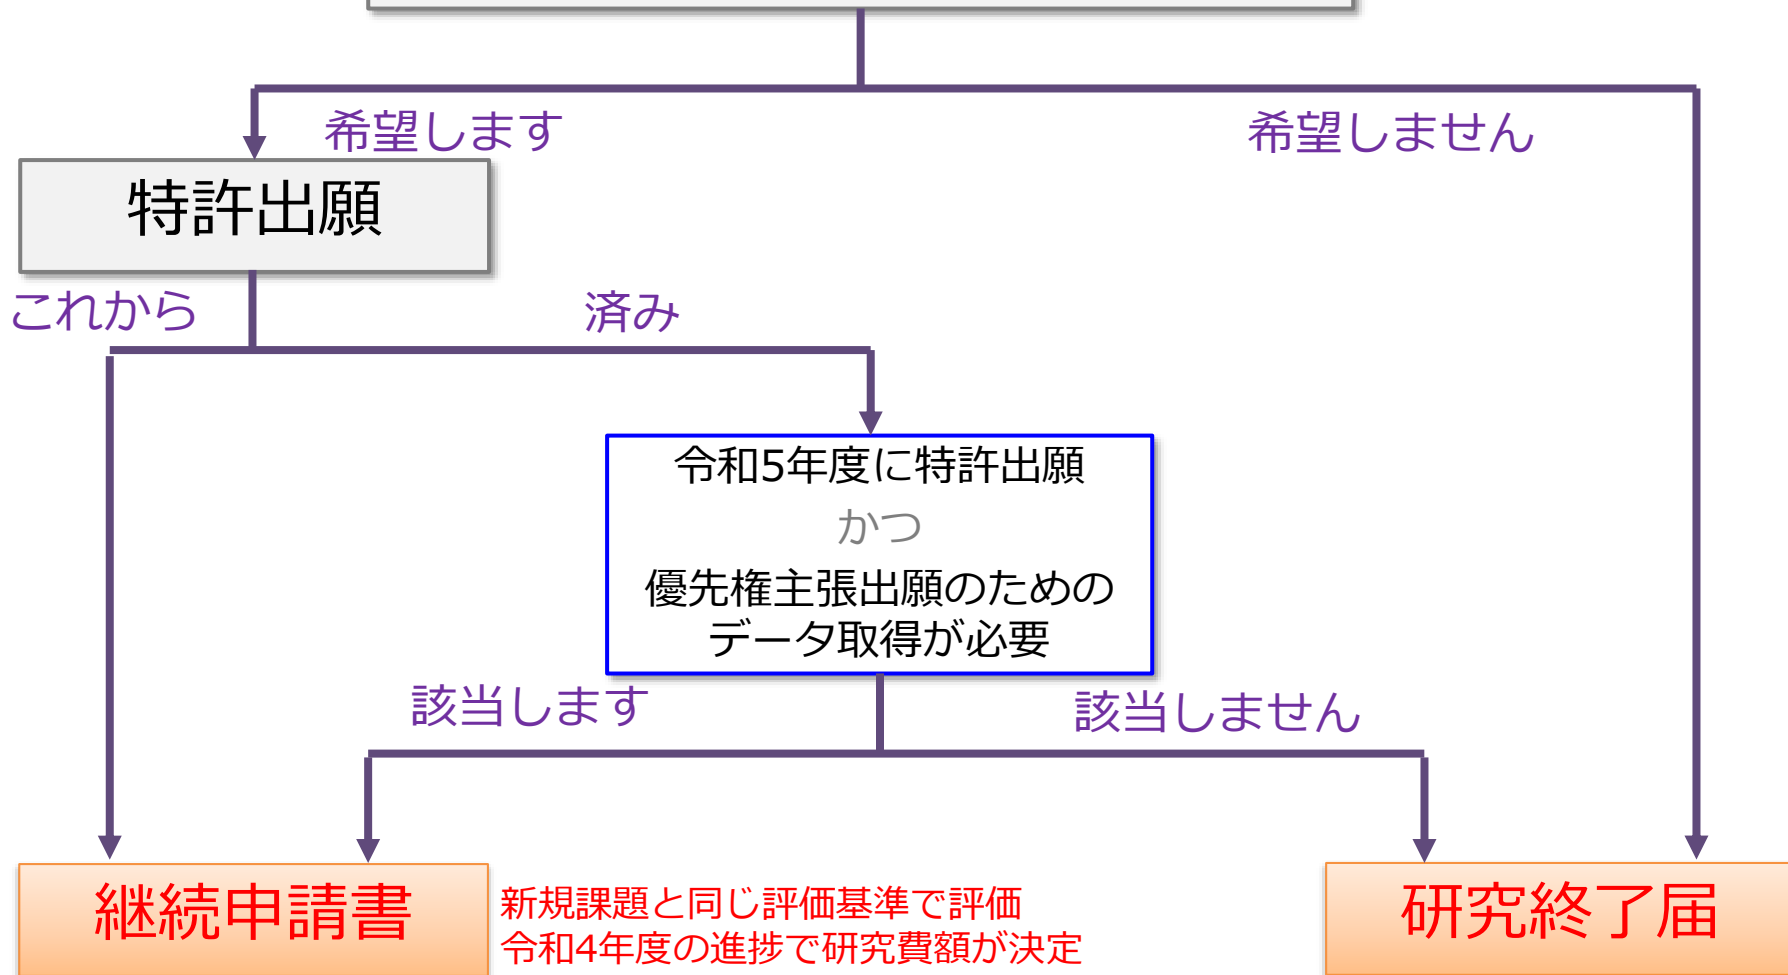 希望します
希望しません
特許出願
これから
済み
令和5年度に特許出願
かつ
優先権主張出願のための
データ取得が必要
該当します
該当しません
継続申請書
新規課題と同じ評価基準で評価
令和4年度の進捗で研究費額が決定
研究終了届